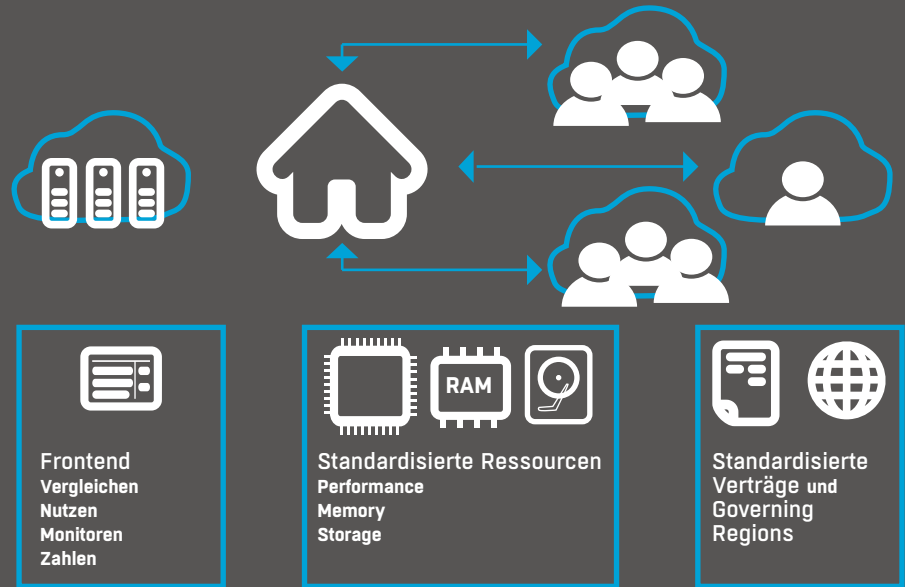 RAM
Frontend
Vergleichen
Nutzen
Monitoren
Zahlen
Standardisierte Ressourcen
Performance
Memory
Storage
Standardisierte
Verträge und
Governing
Regions